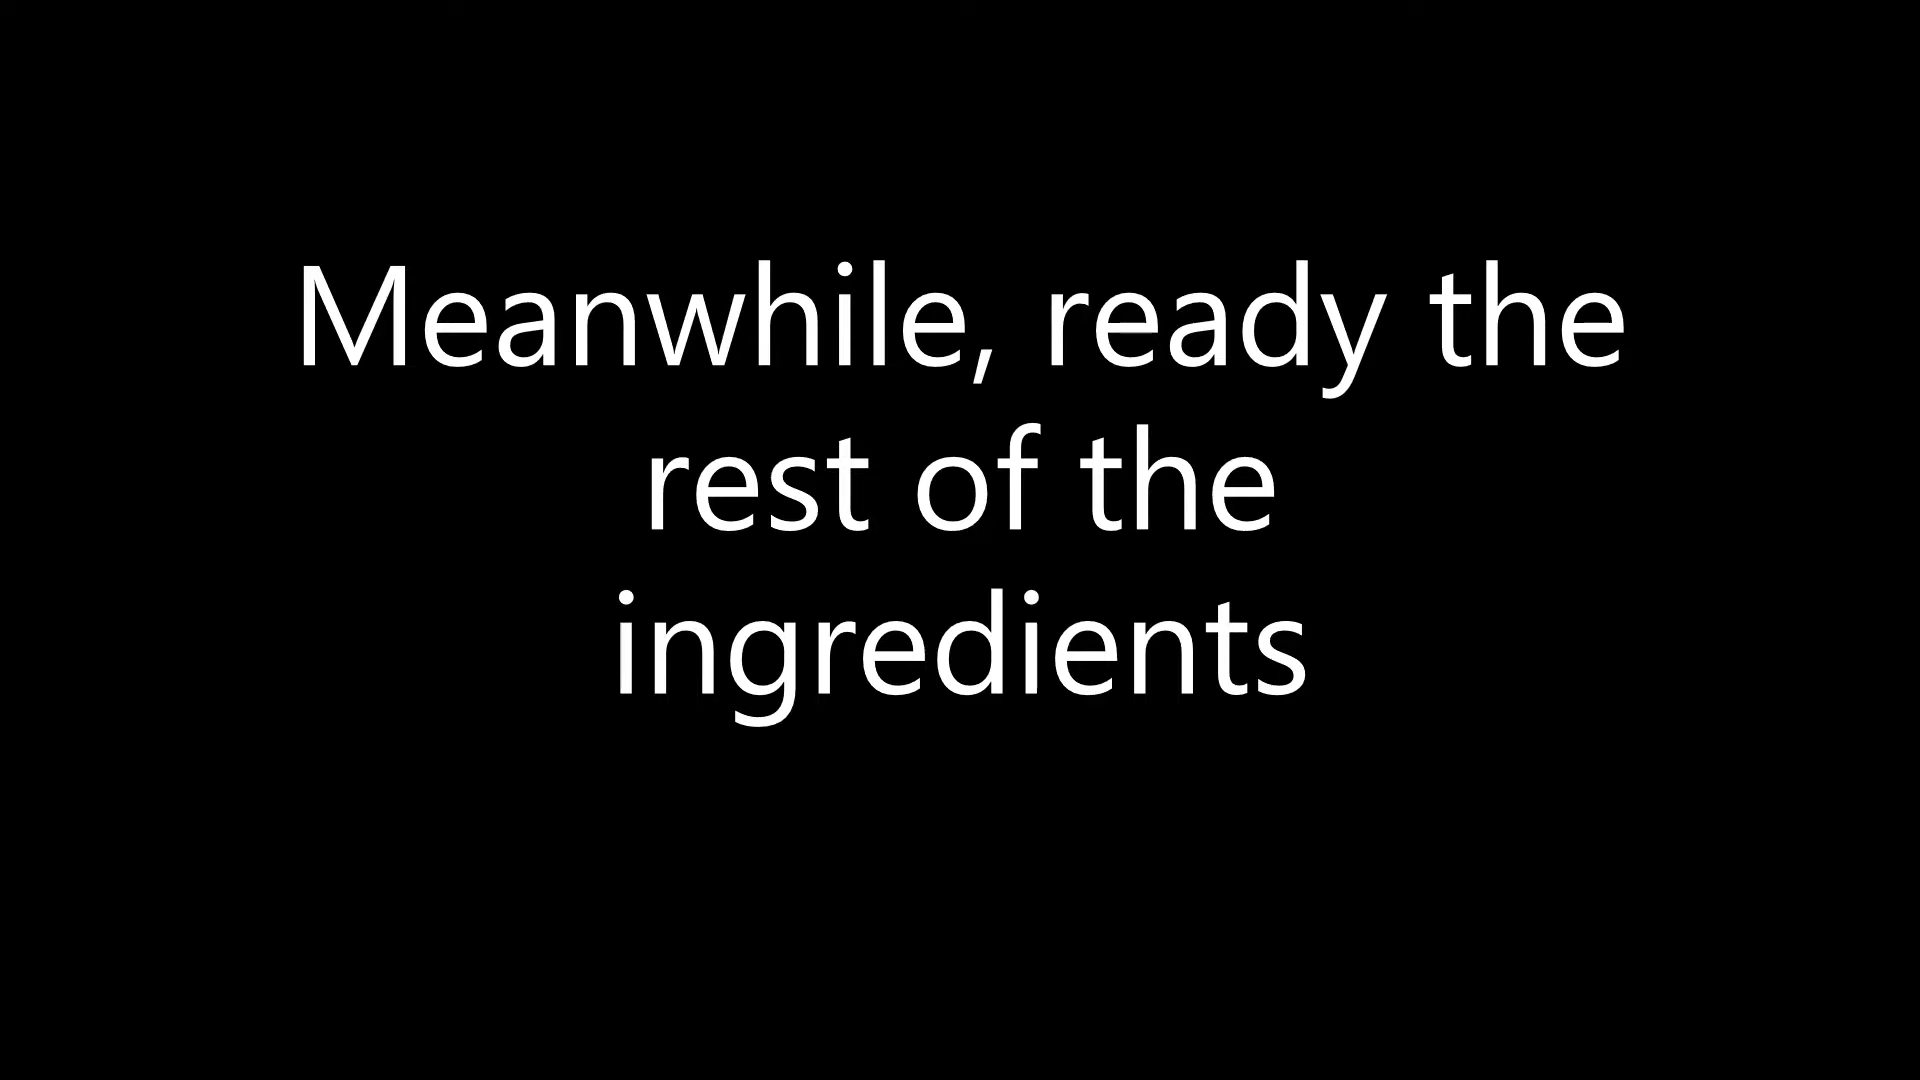 Meanwhile, ready the
rest of the
ingredients